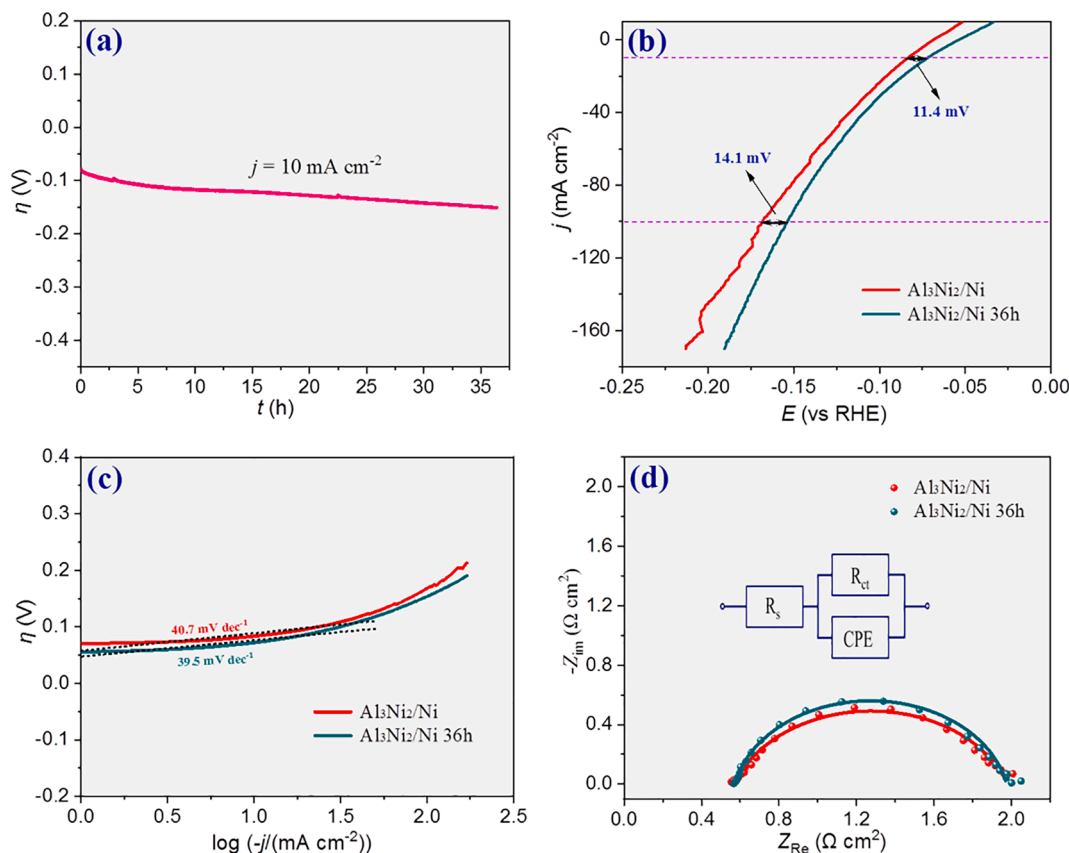 (a)
0.2
0.1
0.0
-0.1
-0.2
-0.3
-0.4
η (V)
j = 10 mA cm⁻²
0 5 10 15 20 25 30 35
t (h)
(b)
0
-40
-80
-120
-160
j (mA cm⁻²)
11.4 mV
14.1 mV
Al₃Ni₂/Ni
Al₃Ni₂/Ni 36h
-0.25 -0.20 -0.15 -0.10 -0.05 0.00
E (vs RHE)
(c)
0.4
0.3
0.2
0.1
0.0
-0.1
-0.2
η (V)
40.7 mV dec⁻¹
39.5 mV dec⁻¹
Al₃Ni₂/Ni
Al₃Ni₂/Ni 36h
0.0 0.5 1.0 1.5 2.0 2.5
log (-j/(mA cm⁻²))
(d)
2.0
1.6
1.2
0.8
0.4
0.0
-Zim (Ω cm²)
Al₃Ni₂/Ni
Al₃Ni₂/Ni 36h
Rct
Rs
CPE
0.0 0.4 0.8 1.2 1.6 2.0 2.4
ZRe (Ω cm²)